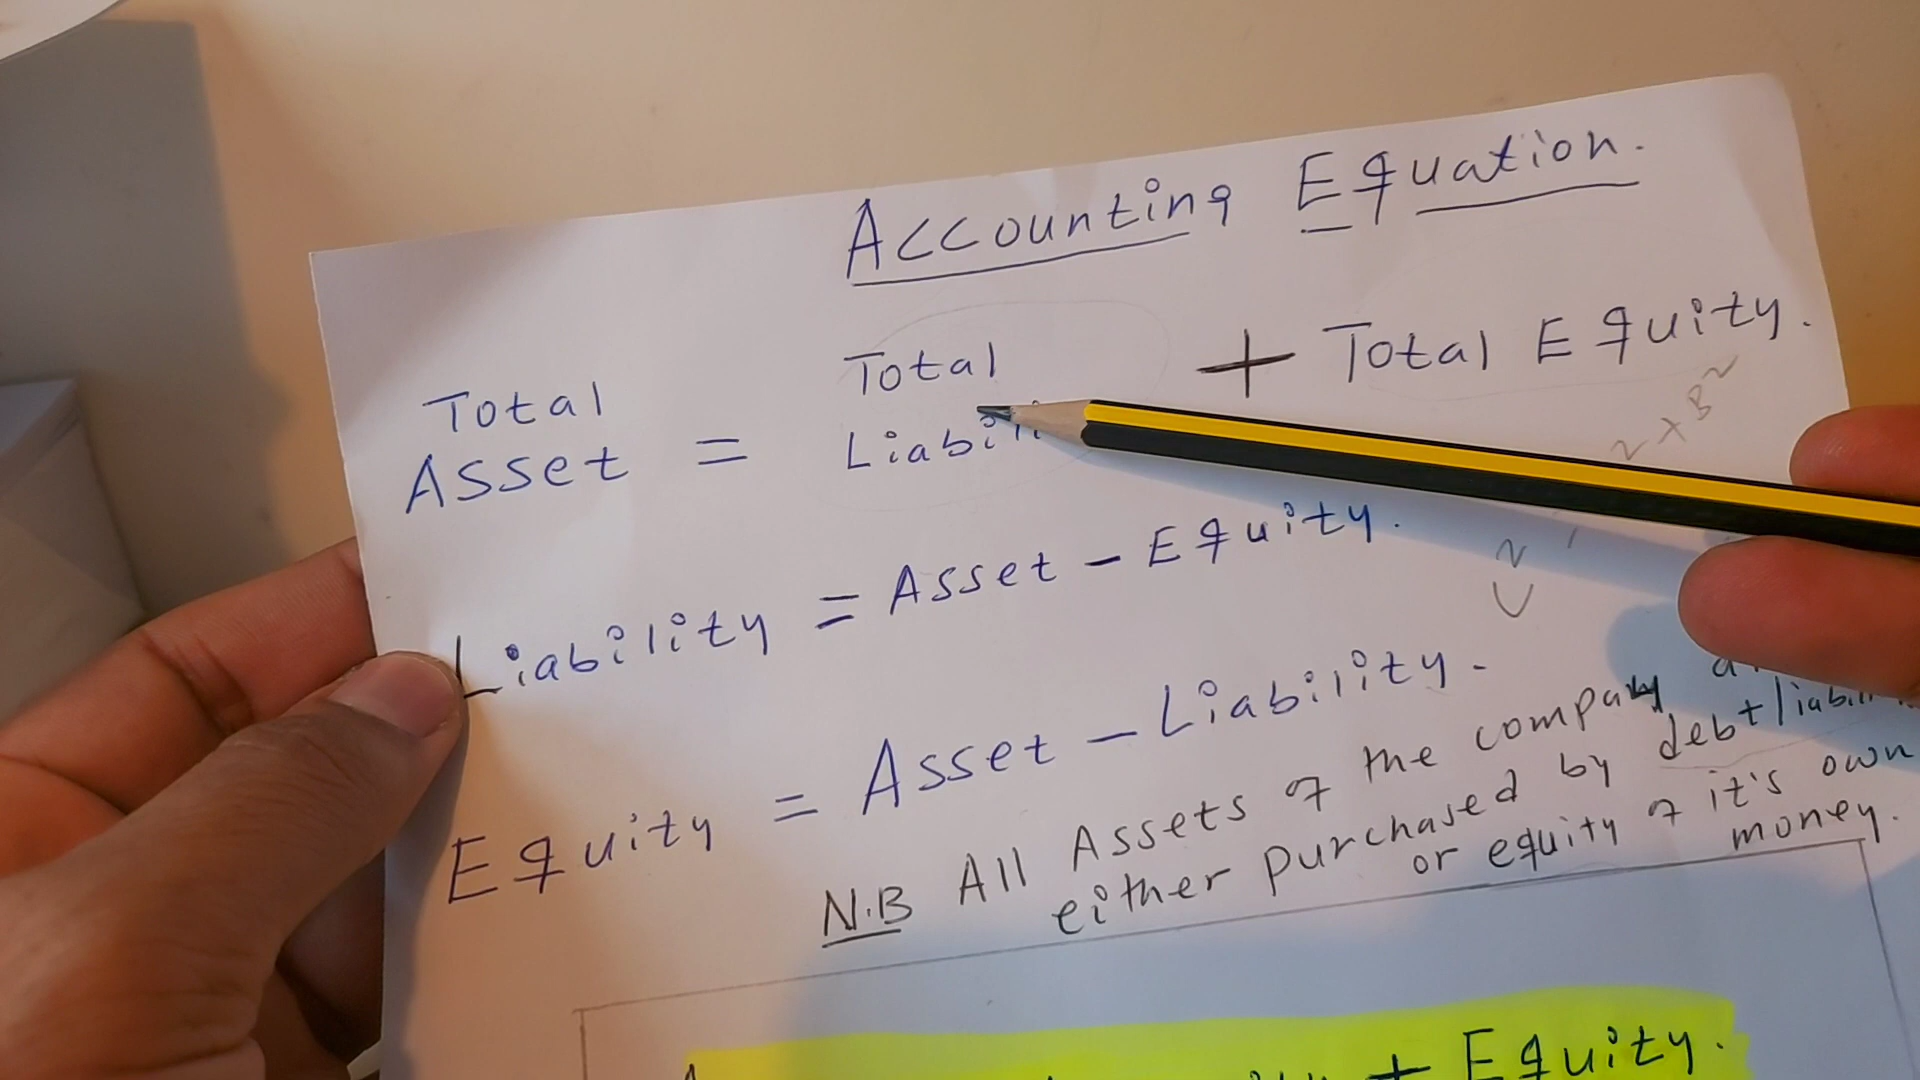 Accounting Equation.
Total Asset = Total + Total Equity.
Liability = Asset - Equity.
Equity = Asset - Liability.
N.B All Assets of the company
either purchased by debt/
or equity of it's own
money.
+ Equity.